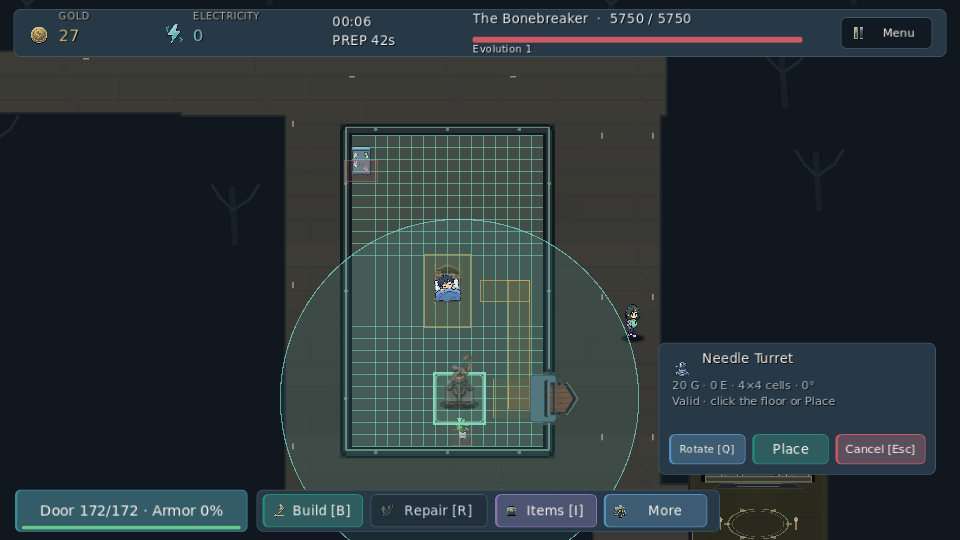 GOLD
27
ELECTRICITY
0
00:06
PREP 42s
The Bonebreaker · 5750 / 5750
Evolution 1
Menu
Needle Turret
20 G · 0 E · 4×4 cells · 0°
Valid · click the floor or Place
Rotate [Q]
Place
Cancel [Esc]
Door 172/172 · Armor 0%
Build [B]
Repair [R]
Items [I]
More